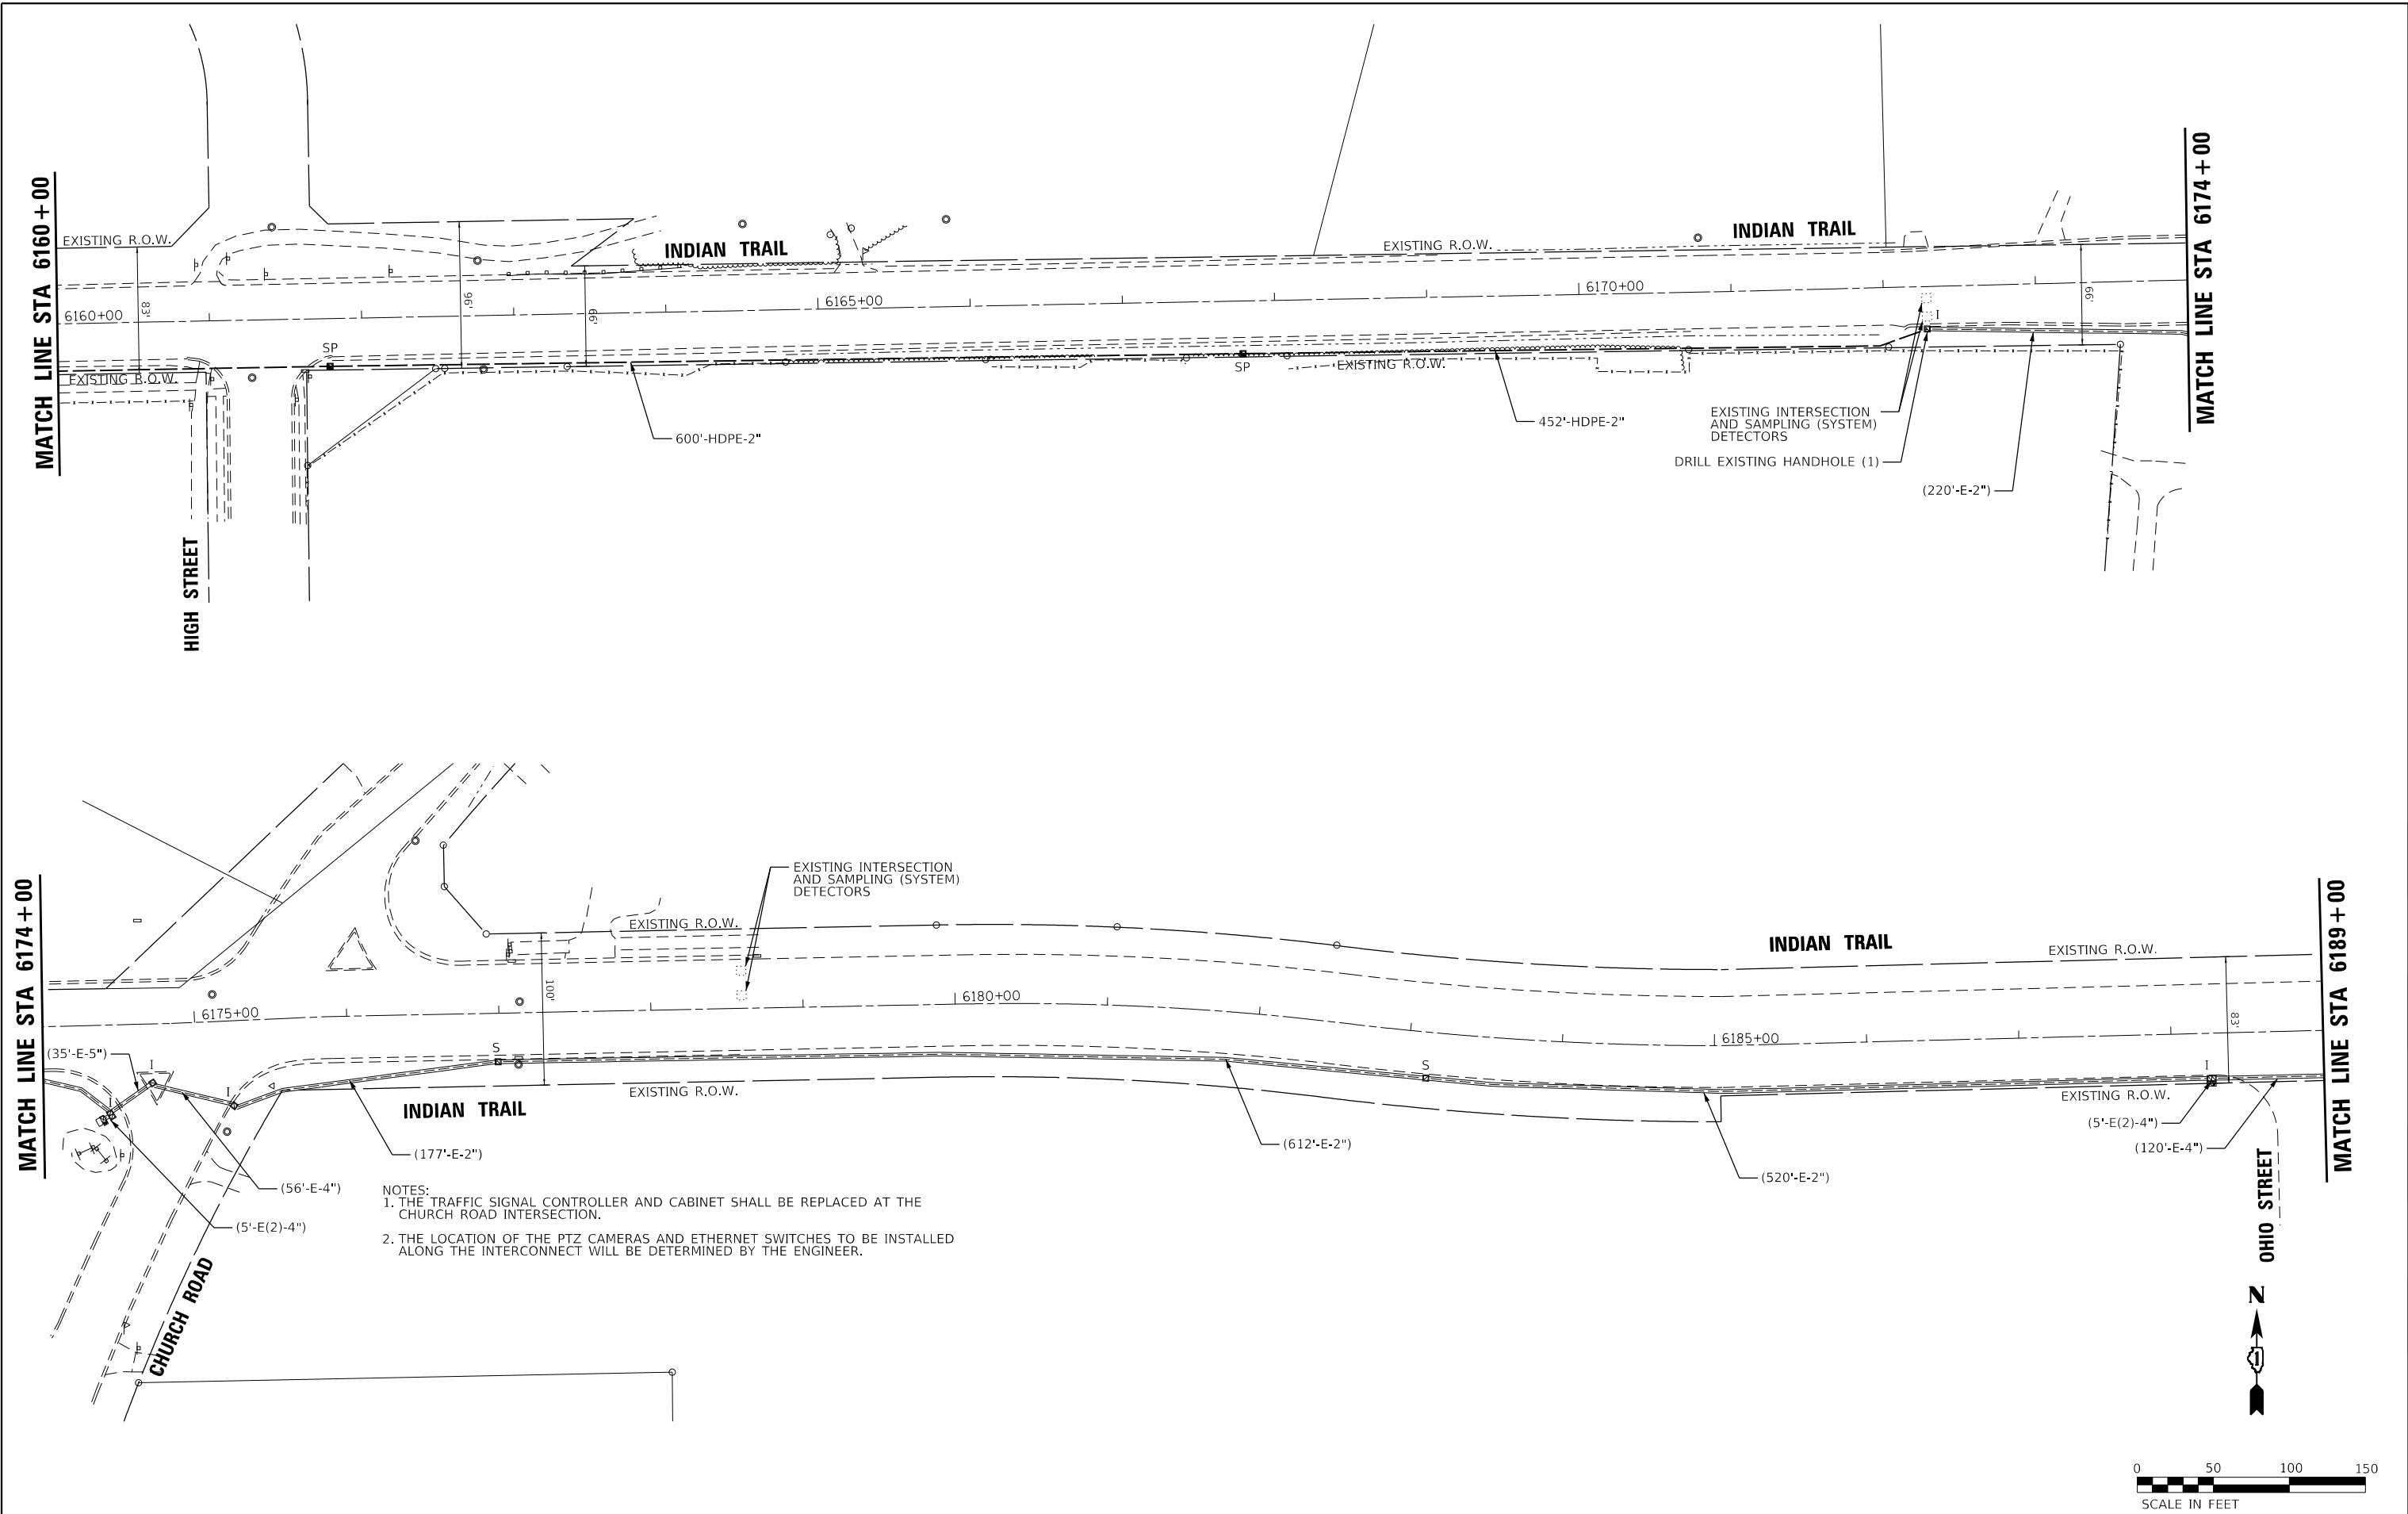 MATCH LINE STA 6160+00
EXISTING R.O.W.
6160+00
83'
EXISTING R.O.W.
HIGH STREET
SP
96'
66'
INDIAN TRAIL
6165+00
600'-HDPE-2"
SP
EXISTING R.O.W.
EXISTING R.O.W.
452'-HDPE-2"
6170+00
INDIAN TRAIL
I
EXISTING INTERSECTION
AND SAMPLING (SYSTEM)
DETECTORS
DRILL EXISTING HANDHOLE (1)
(220'-E-2")
66'
MATCH LINE STA 6174+00
MATCH LINE STA 6174+00
6175+00
(35'-E-5")
I
I
I
(56'-E-4")
(5'-E(2)-4")
CHURCH ROAD
(177'-E-2")
INDIAN TRAIL
S
100'
EXISTING R.O.W.
EXISTING R.O.W.
EXISTING INTERSECTION
AND SAMPLING (SYSTEM)
DETECTORS
6180+00
(612'-E-2")
S
6185+00
INDIAN TRAIL
EXISTING R.O.W.
(520'-E-2")
I
83'
EXISTING R.O.W.
(5'-E(2)-4")
(120'-E-4")
OHIO STREET
MATCH LINE STA 6189+00
NOTES:
1. THE TRAFFIC SIGNAL CONTROLLER AND CABINET SHALL BE REPLACED AT THE
CHURCH ROAD INTERSECTION.
2. THE LOCATION OF THE PTZ CAMERAS AND ETHERNET SWITCHES TO BE INSTALLED
ALONG THE INTERCONNECT WILL BE DETERMINED BY THE ENGINEER.
N
1
0 50 100 150
SCALE IN FEET